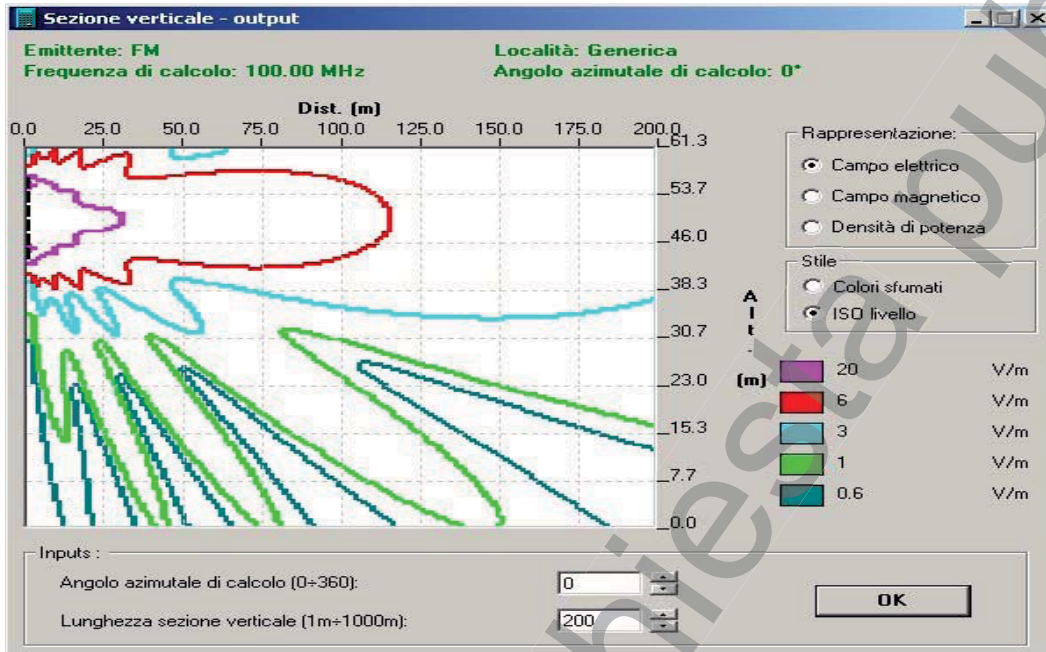 Sezione verticale - output
Emittente: FM
Località: Generica
Frequenza di calcolo: 100.00 MHz
Angolo azimutale di calcolo: 0°
Dist. (m)
0.0 25.0 50.0 75.0 100.0 125.0 150.0 175.0 200.0
61.3
53.7
46.0
38.3
30.7
23.0
15.3
7.7
0.0
Alt. (m)
Rappresentazione:
Campo elettrico
Campo magnetico
Densità di potenza
Stile
Colori sfumati
ISO livello
20 V/m
6 V/m
3 V/m
1 V/m
0.6 V/m
Inputs :
Angolo azimutale di calcolo (0÷360): 0
Lunghezza sezione verticale (1m÷1000m): 200
OK